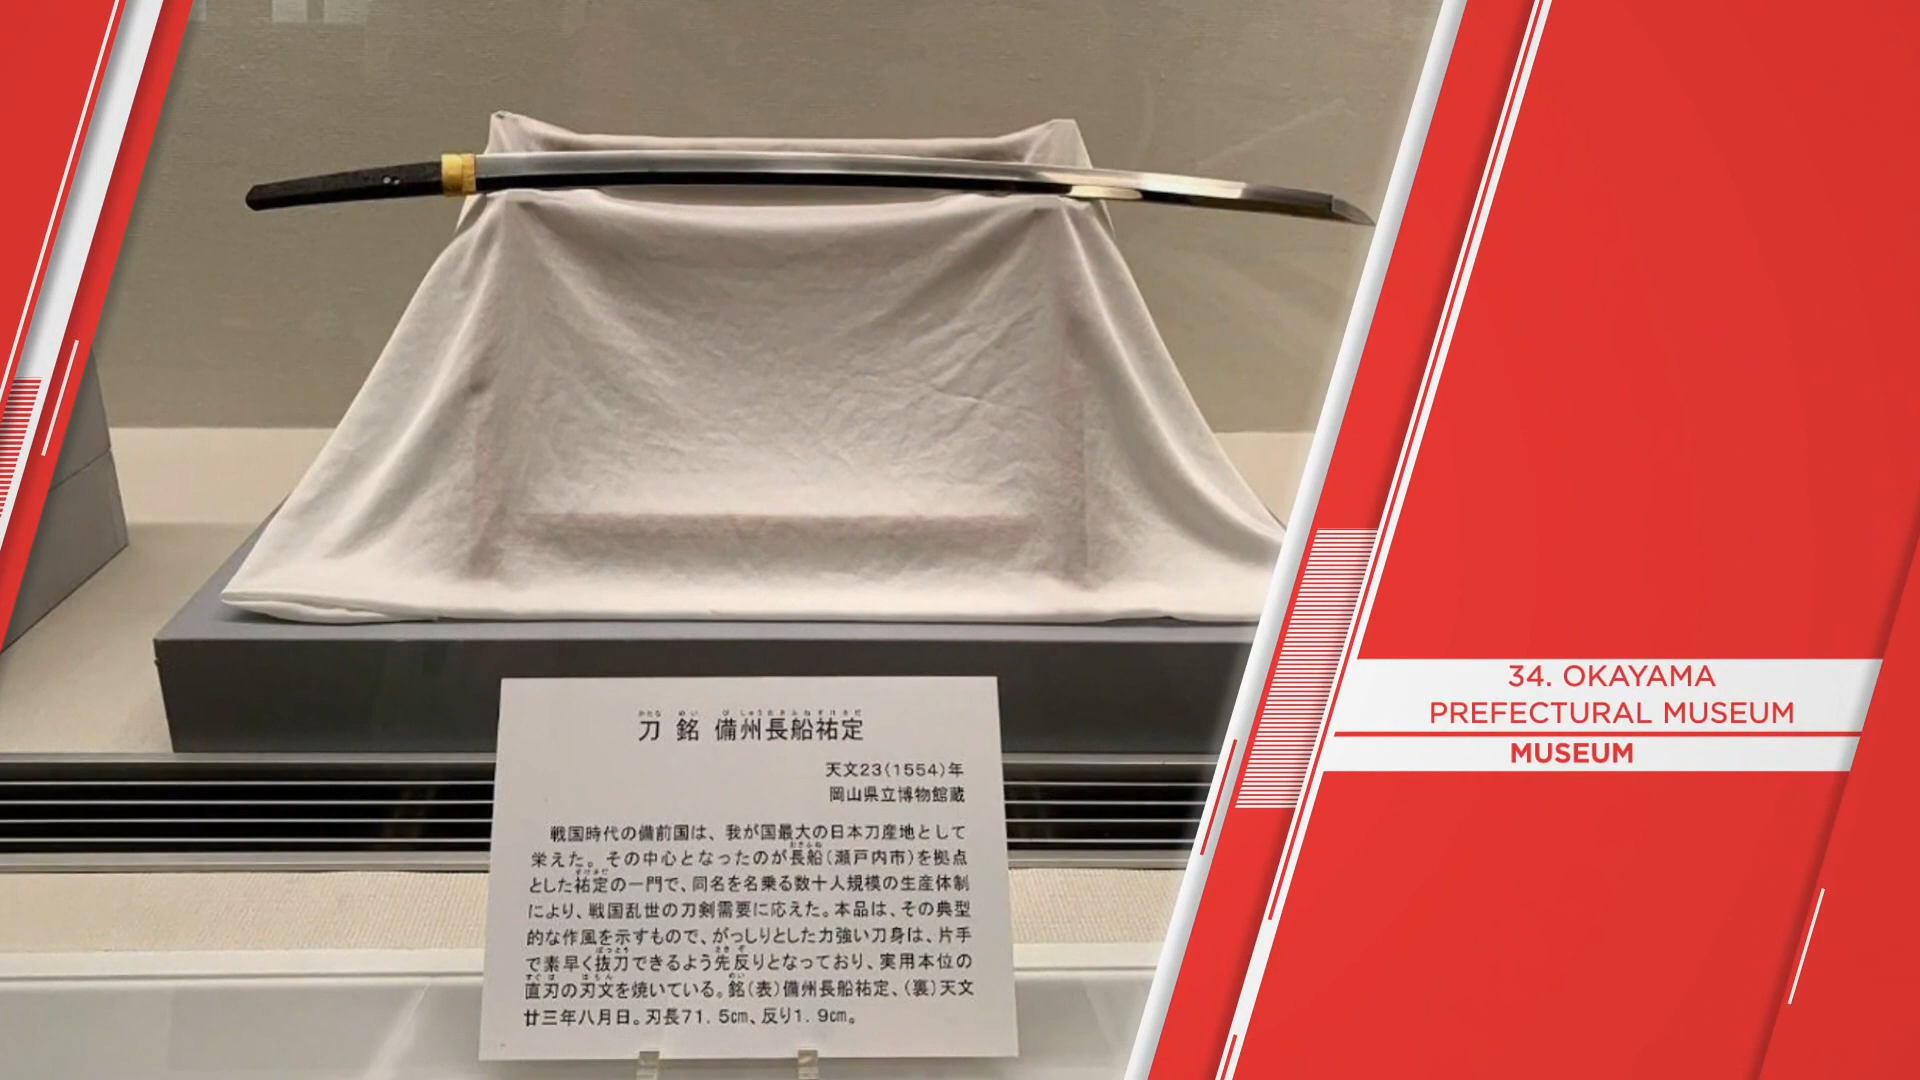 刀 銘 備州長船祐定
天文23(1554)年
岡山県立博物館蔵
戦国時代の備前国は、我が国最大の日本刀産地として
栄えた。その中心となったのが長船(瀬戸内市)を拠点
とした祐定の一門で、同名を名乗る数十人規模の生産体制
により、戦国乱世の刀剣需要に応えた。本品は、その典型
的な作風を示すもので、がっしりとした力強い刀身は、片手
で素早く抜刀できるよう先反りとなっており、実用本位の
直刃の刃文を焼いている。銘(表)備州長船祐定、(裏)天文
廿三年八月日。刃長71.5cm、反り1.9cm。
34. OKAYAMA
PREFECTURAL MUSEUM
MUSEUM